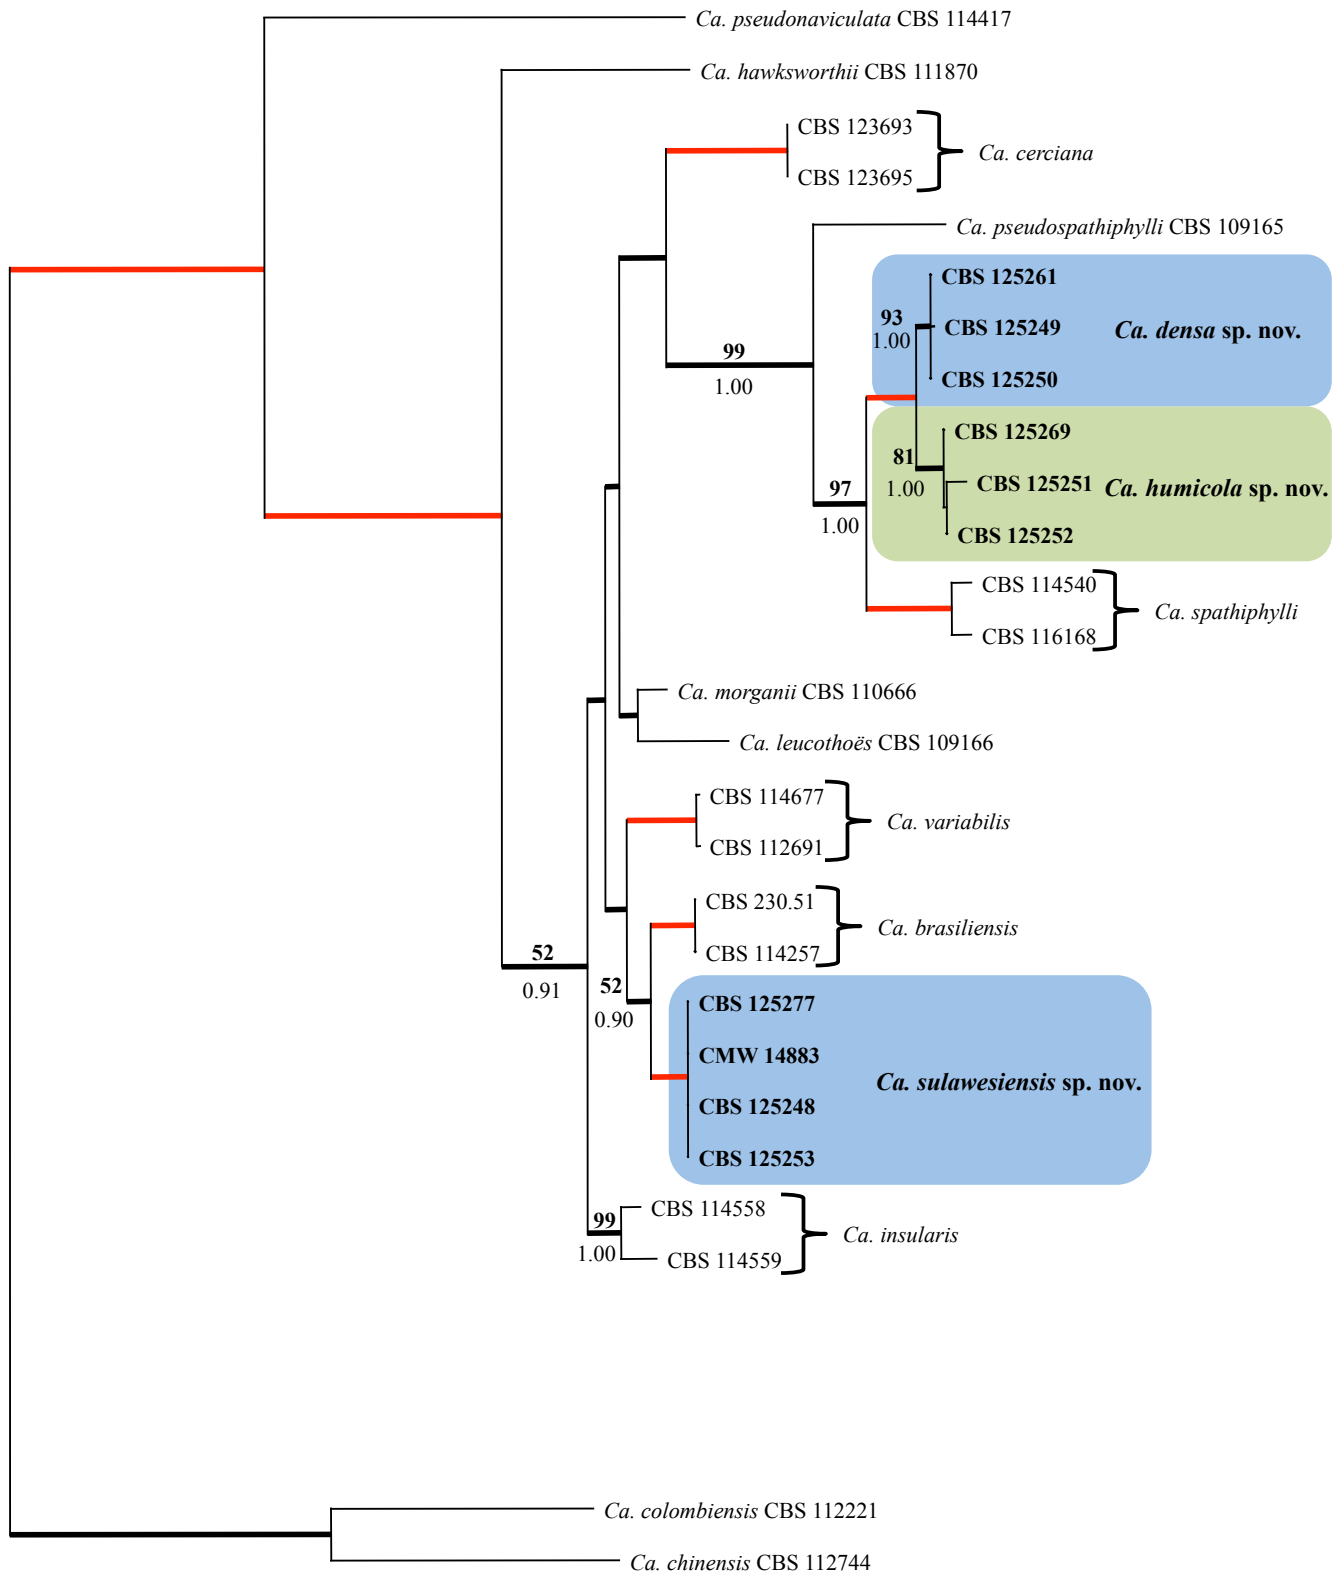 Ca. pseudonaviculata CBS 114417
Ca. hawksworthii CBS 111870
CBS 123693
Ca. cerciana
CBS 123695
Ca. pseudospathiphylli CBS 109165
CBS 125261
93
1.00
CBS 125249
Ca. densa sp. nov.
99
1.00
CBS 125250
CBS 125269
81
1.00
CBS 125251
Ca. humicola sp. nov.
97
1.00
CBS 125252
CBS 114540
Ca. spathiphylli
CBS 116168
Ca. morganii CBS 110666
Ca. leucothoës CBS 109166
CBS 114677
Ca. variabilis
CBS 112691
CBS 230.51
Ca. brasiliensis
CBS 114257
52
0.91
52
0.90
CBS 125277
CMW 14883
Ca. sulawesiensis sp. nov.
CBS 125248
CBS 125253
CBS 114558
99
1.00
Ca. insularis
CBS 114559
Ca. colombiensis CBS 112221
Ca. chinensis CBS 112744